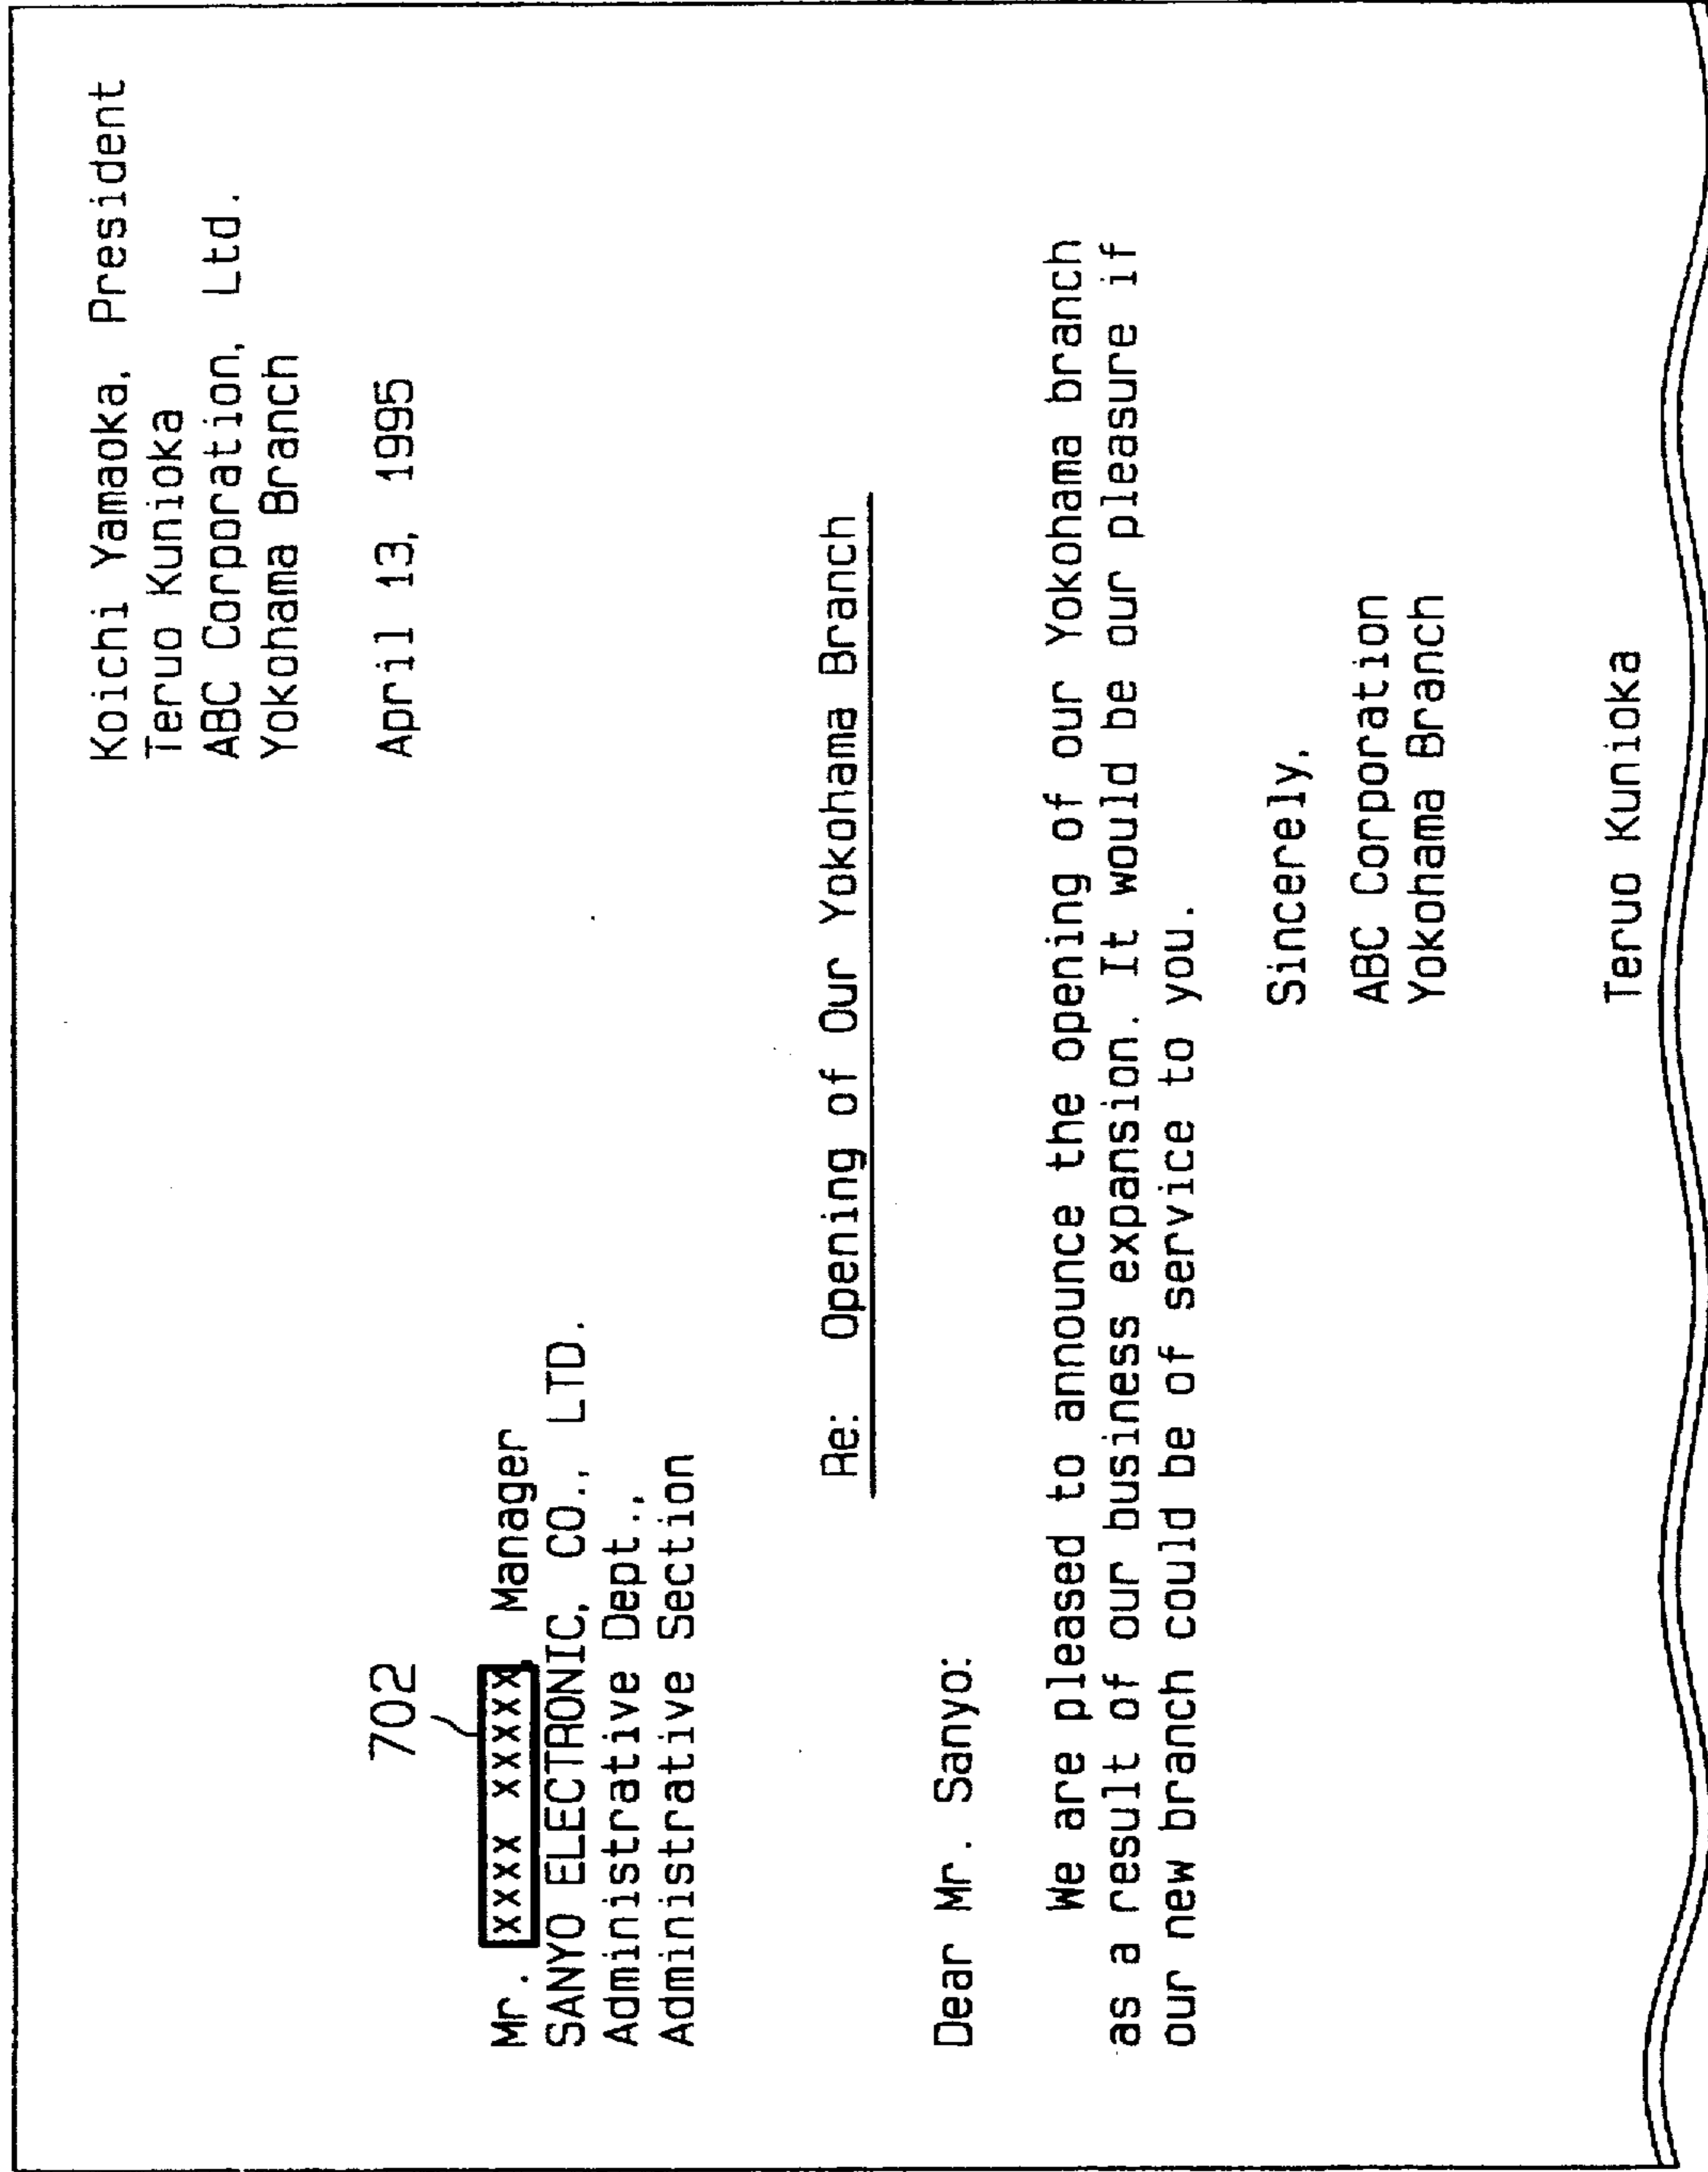 Koichi Yamaoka, President
Teruo Kunioka
ABC Corporation, Ltd.
Yokohama Branch
April 13, 1995
702
Mr. xxxx xxxxx, Manager
SANYO ELECTRONIC, CO., LTD.
Administrative Dept.,
Administrative Section
Re: Opening of Our Yokohama Branch
Dear Mr. Sanyo:
We are pleased to announce the opening of our Yokohama branch
as a result of our business expansion. It would be our pleasure if
our new branch could be of service to you.
Sincerely,
ABC Corporation
Yokohama Branch
Teruo Kunioka